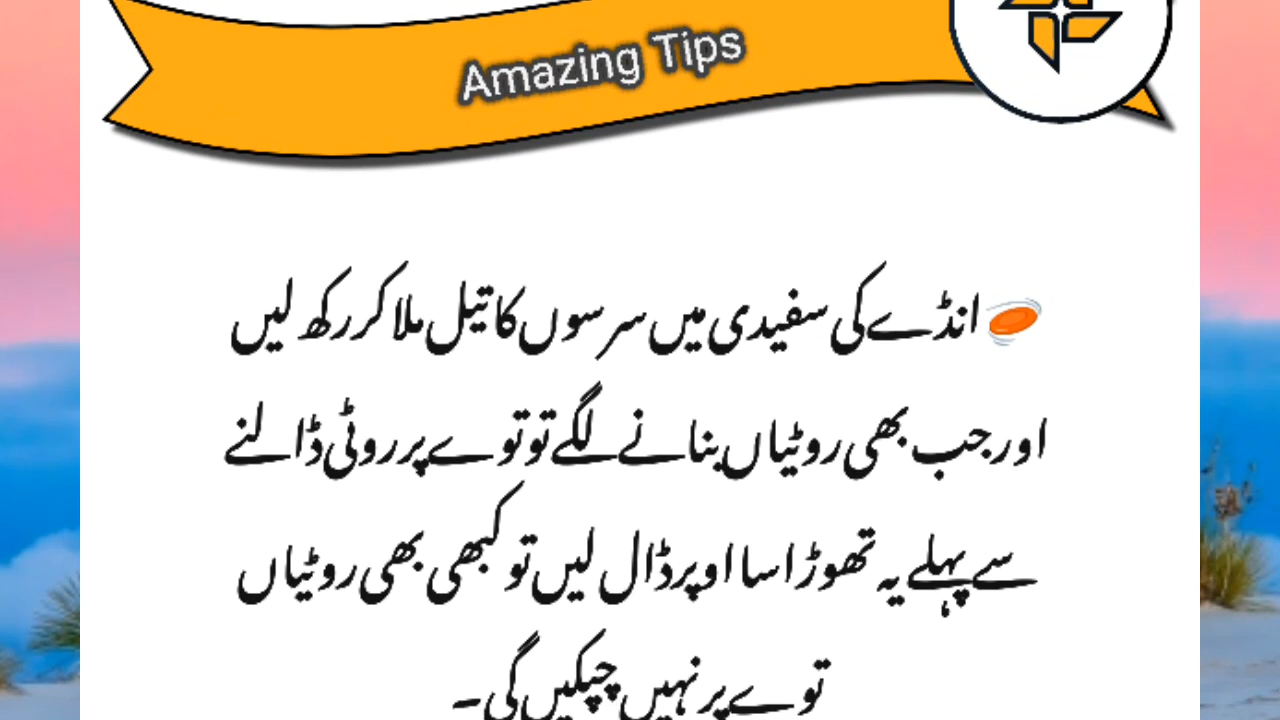 Amazing Tips
انڈے کی سفیدی میں سرسوں کا تیل ملا کر رکھ لیں
اور جب بھی روٹیاں بنانے لگے تو توے پر روٹی ڈالنے
سے پہلے یہ تھوڑا سا اوپر ڈال لیں تو کبھی بھی روٹیاں
توے پر نہیں چپکیں گی۔